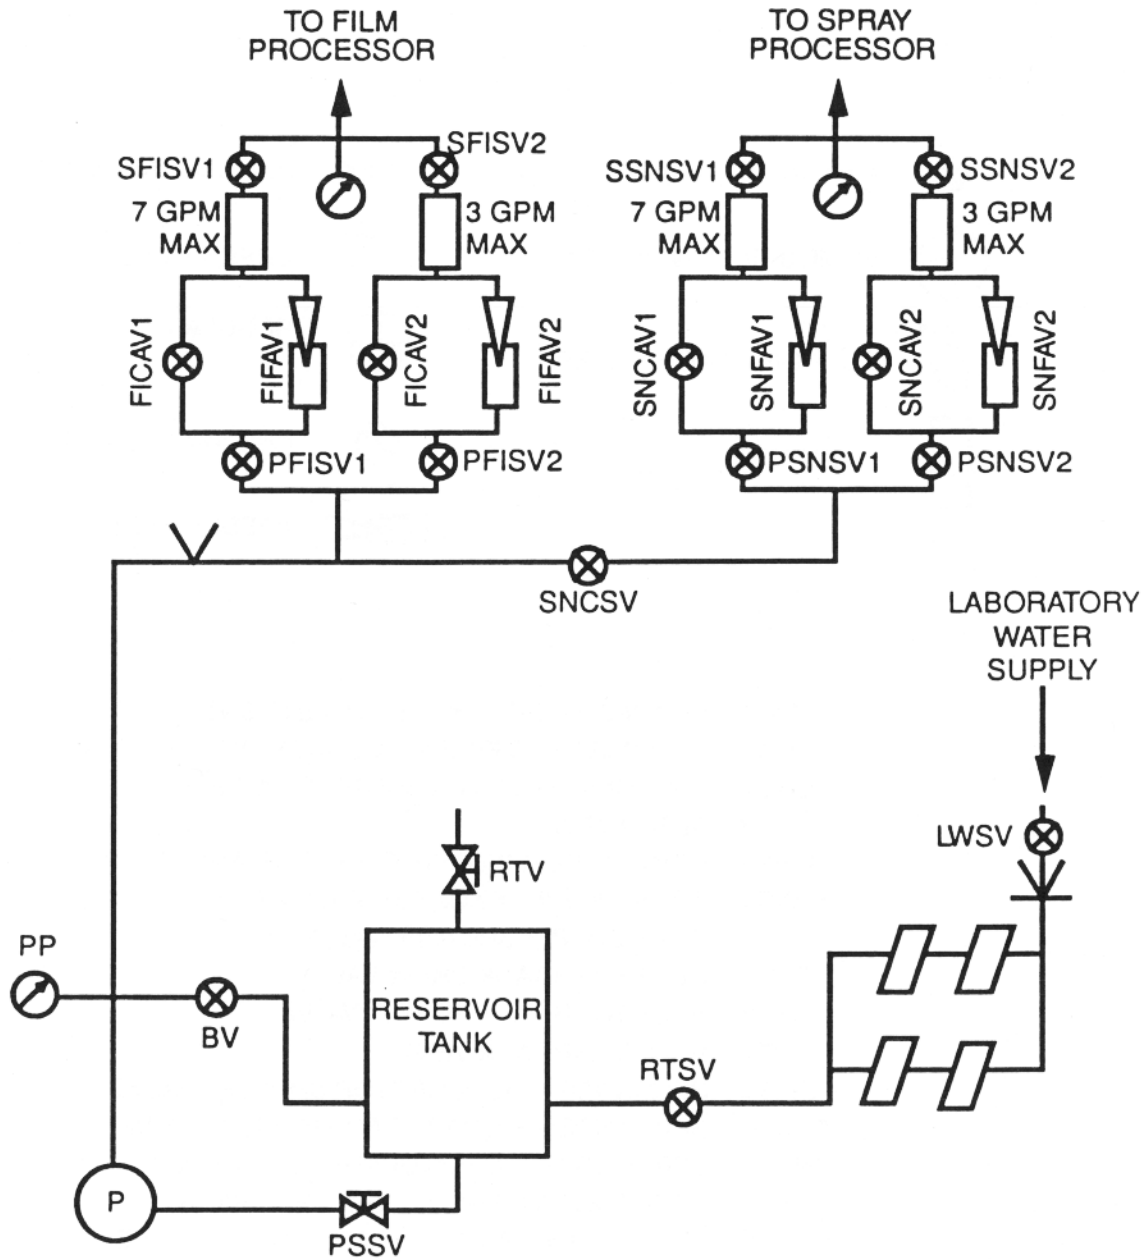 TO FILM
PROCESSOR
TO SPRAY
PROCESSOR
SFISV1
SFISV2
SSNSV1
SSNSV2
7 GPM
MAX
3 GPM
MAX
7 GPM
MAX
3 GPM
MAX
FICAV1
FIFAV1
FICAV2
FIFAV2
SNCAV1
SNFAV1
SNCAV2
SNFAV2
PFISV1
PFISV2
PSNSV1
PSNSV2
SNCSV
LABORATORY
WATER
SUPPLY
LWSV
RTV
PP
BV
RESERVOIR
TANK
RTSV
P
PSSV